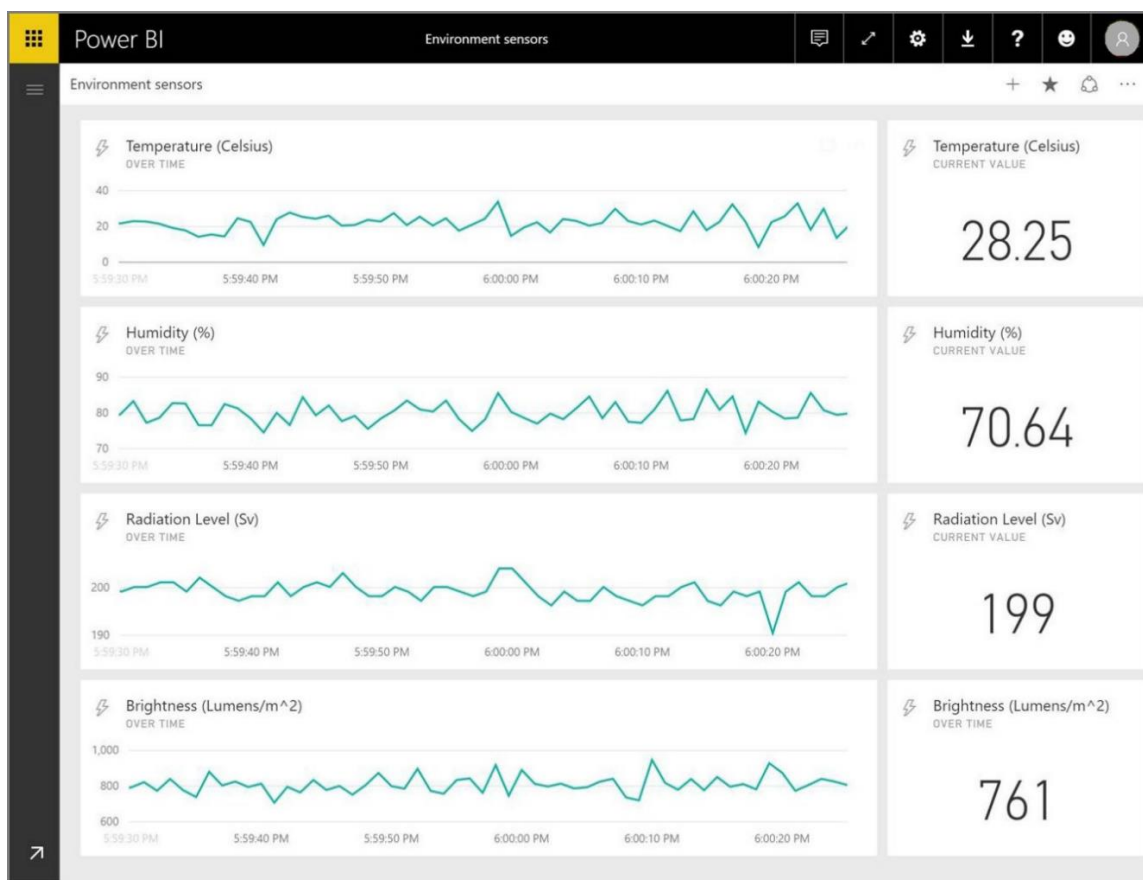 Power BI
Environment sensors
?
Environment sensors
Temperature (Celsius)
OVER TIME
40
20
0
5:59:30 PM 5:59:40 PM 5:59:50 PM 6:00:00 PM 6:00:10 PM 6:00:20 PM
Temperature (Celsius)
CURRENT VALUE
28.25
Humidity (%)
OVER TIME
90
80
70
5:59:30 PM 5:59:40 PM 5:59:50 PM 6:00:00 PM 6:00:10 PM 6:00:20 PM
Humidity (%)
CURRENT VALUE
70.64
Radiation Level (Sv)
OVER TIME
200
190
5:59:30 PM 5:59:40 PM 5:59:50 PM 6:00:00 PM 6:00:10 PM 6:00:20 PM
Radiation Level (Sv)
CURRENT VALUE
199
Brightness (Lumens/m^2)
OVER TIME
1,000
800
600
5:59:30 PM 5:59:40 PM 5:59:50 PM 6:00:00 PM 6:00:10 PM 6:00:20 PM
Brightness (Lumens/m^2)
OVER TIME
761